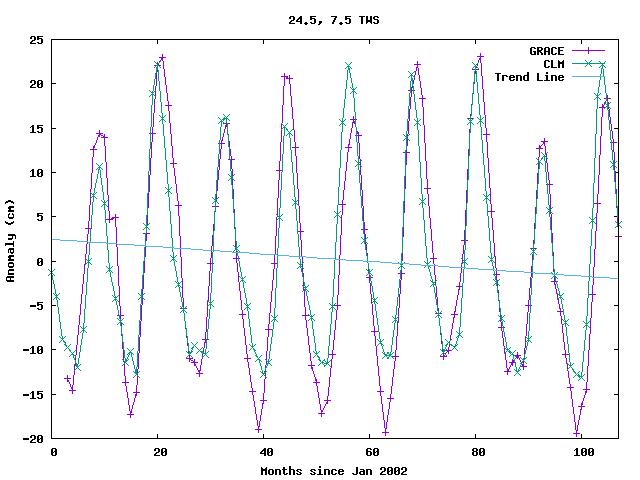 24.5, 7.5 TWS
GRACE
CLM
Trend Line
Anomaly (cm)
25
20
15
10
5
0
-5
-10
-15
-20
0 20 40 60 80 100
Months since Jan 2002